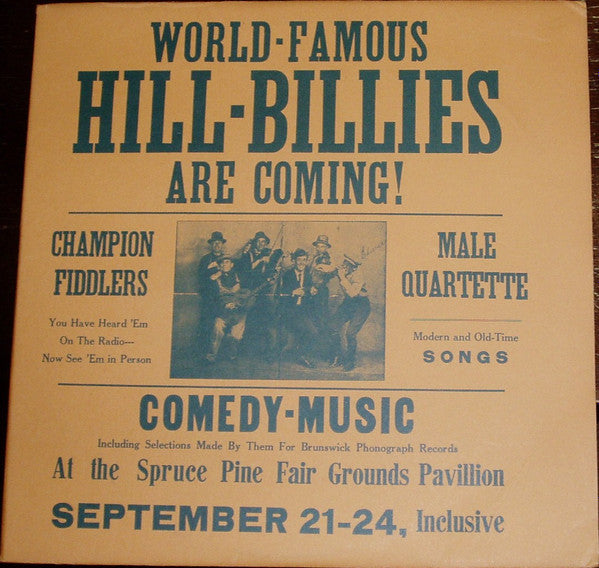 WORLD-FAMOUS
HILL-BILLIES
ARE COMING!
CHAMPION
FIDDLERS
You Have Heard 'Em
On The Radio---
Now See 'Em in Person
MALE
QUARTETTE
Modern and Old-Time
SONGS
COMEDY-MUSIC
Including Selections Made By Them For Brunswick Phonograph Records
At the Spruce Pine Fair Grounds Pavillion
SEPTEMBER 21-24, Inclusive